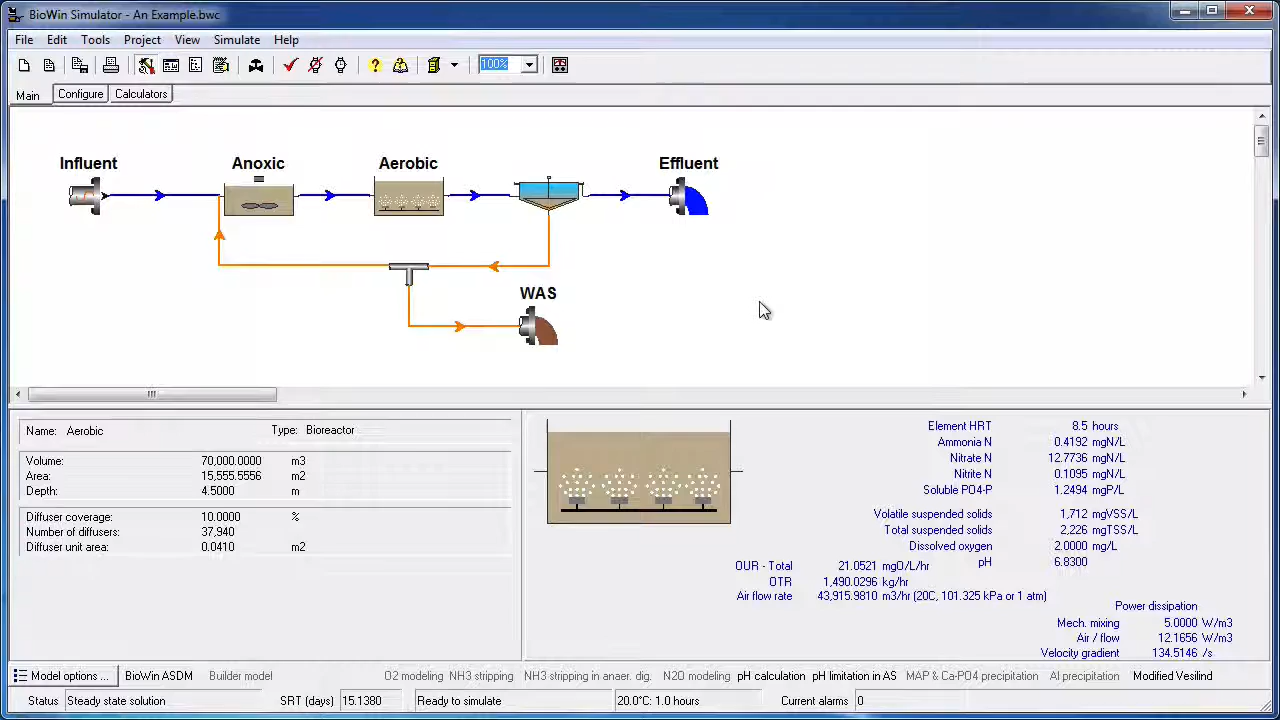 BioWin Simulator - An Example.bwc
File Edit Tools Project View Simulate Help
100%
Main Configure Calculators
Influent Anoxic Aerobic Effluent
WAS
Name: Aerobic Type: Bioreactor
Volume: 70,000.0000 m3
Area: 15,555.5556 m2
Depth: 4.5000 m
Diffuser coverage: 10.0000 %
Number of diffusers: 37,940
Diffuser unit area: 0.0410 m2
Element HRT 8.5 hours
Ammonia N 0.4192 mgN/L
Nitrate N 12.7736 mgN/L
Nitrite N 0.1095 mgN/L
Soluble PO4-P 1.2494 mgP/L
Volatile suspended solids 1,712 mgVSS/L
Total suspended solids 2,226 mgTSS/L
Dissolved oxygen 2.0000 mg/L
pH 6.8300
OUR - Total 21.0521 mgO/L/hr
OTR 1,490.0296 kg/hr
Air flow rate 43,915.9810 m3/hr (20C, 101.325 kPa or 1 atm)
Power dissipation
Mech. mixing 5.0000 W/m3
Air / flow 12.1656 W/m3
Velocity gradient 134.5146 /s
Model options ... BioWin ASDM Builder model O2 modeling NH3 stripping NH3 stripping in anaer. dig. N2O modeling pH calculation pH limitation in AS MAP & Ca-PO4 precipitation Al precipitation Modified Vesilind
Status Steady state solution SRT (days) 15.1380 Ready to simulate 20.0°C: 1.0 hours Current alarms 0